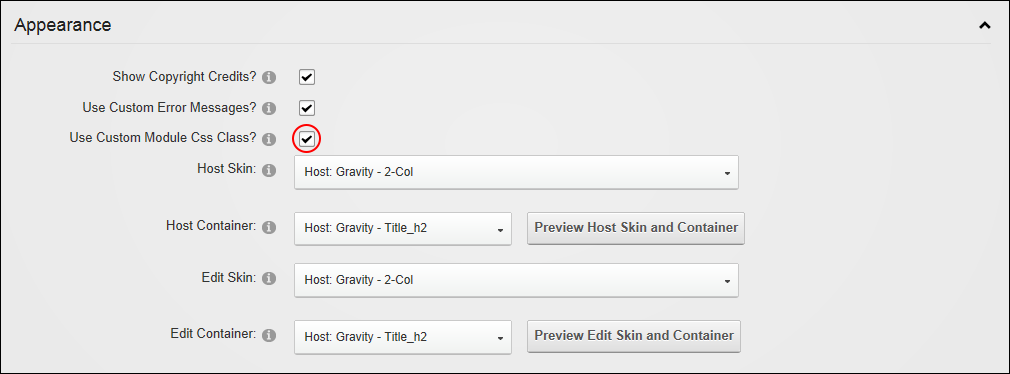 Appearance
Show Copyright Credits?
Use Custom Error Messages?
Use Custom Module Css Class?
Host Skin: Host: Gravity - 2-Col
Host Container: Host: Gravity - Title_h2 Preview Host Skin and Container
Edit Skin: Host: Gravity - 2-Col
Edit Container: Host: Gravity - Title_h2 Preview Edit Skin and Container